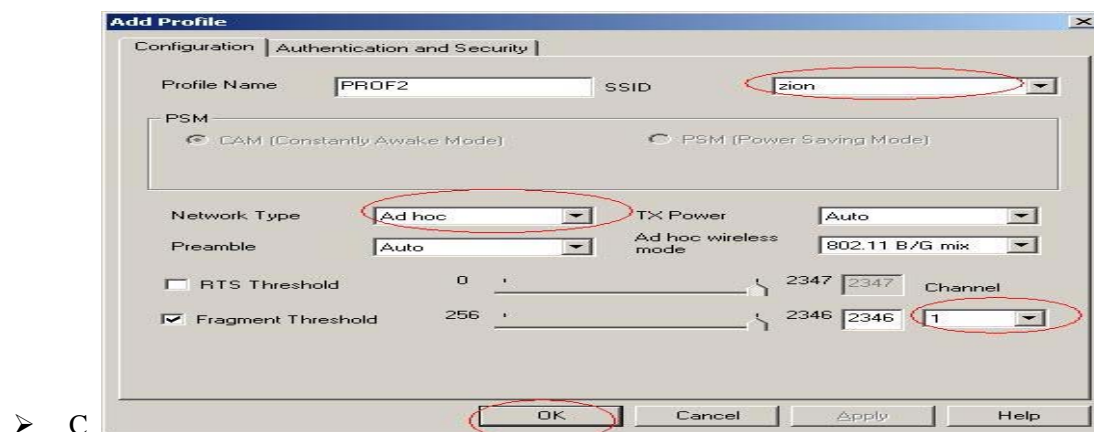 Add Profile
Configuration Authentication and Security
Profile Name PROF2 SSID zion
PSM
CAM (Constantly Awake Mode) PSM (Power Saving Mode)
Network Type Ad hoc TX Power Auto
Preamble Auto Ad hoc wireless mode 802.11 B/G mix
RTS Threshold 0 2347 2347 Channel
Fragment Threshold 256 2346 2346 1
OK Cancel Apply Help
➢ C